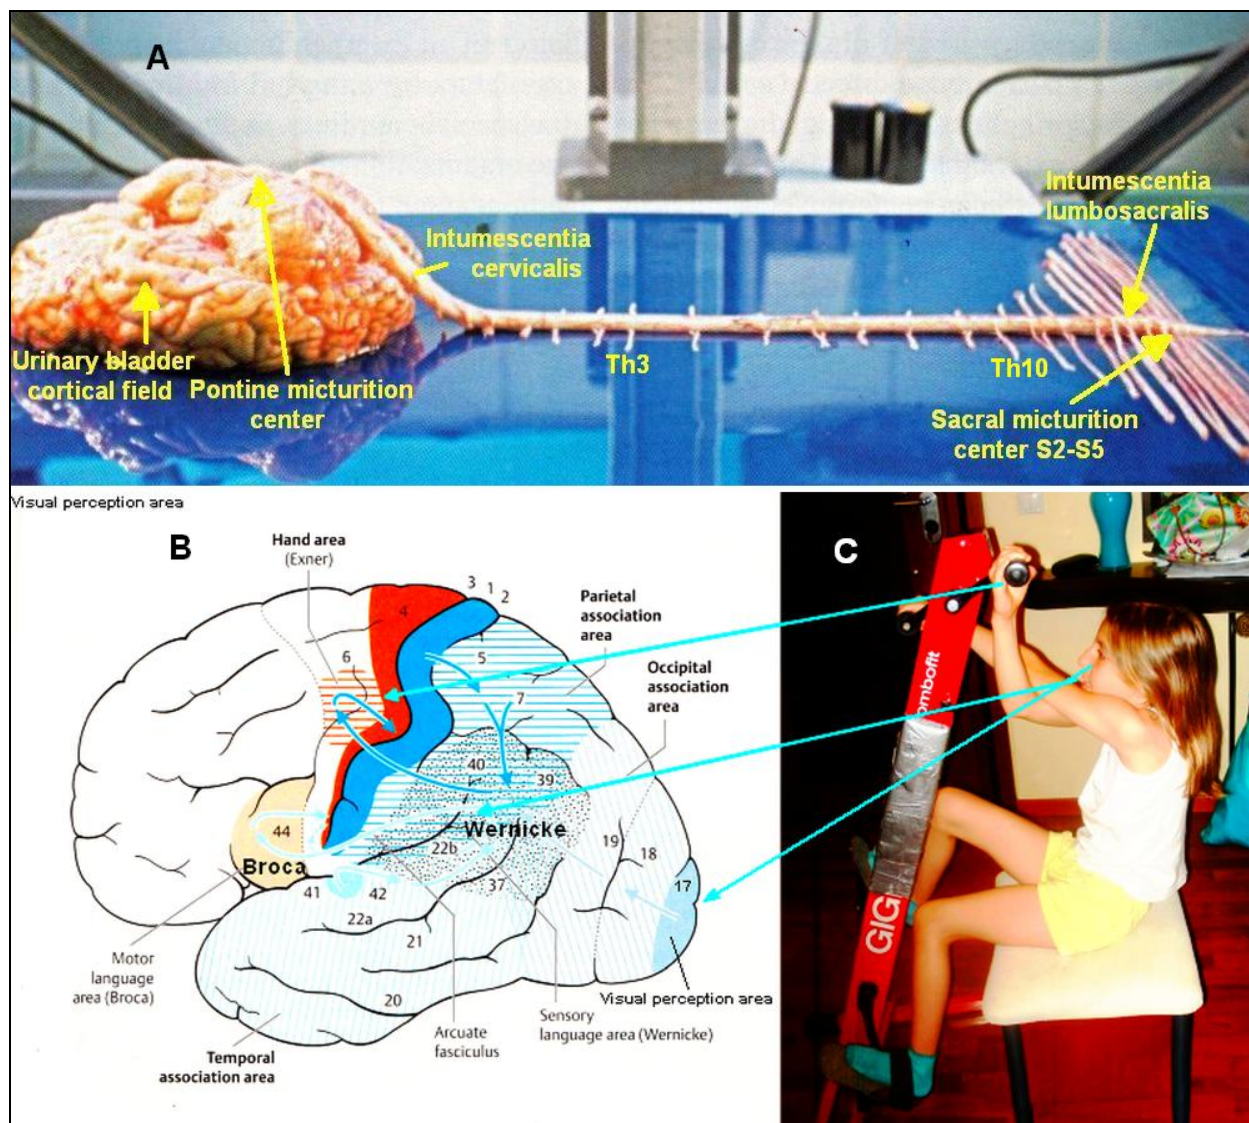 A
Intumescentia
lumbosacralis
Intumescentia
cervicalis
Th3
Th10
Urinary bladder
cortical field
Pontine micturition
center
Sacral micturition
center S2-S5
Visual perception area
B
Hand area
(Exner)
3
1
2
4
Parietal
association
area
6
5
Occipital
association
area
7
40
39
Wernicke
44
22b
19
18
Broca
41
42
37
17
22a
21
Motor
language
area (Broca)
20
Visual perception area
Arcuate
fasciculus
Sensory
language area (Wernicke)
Temporal
association area
C
ombofit
GIG